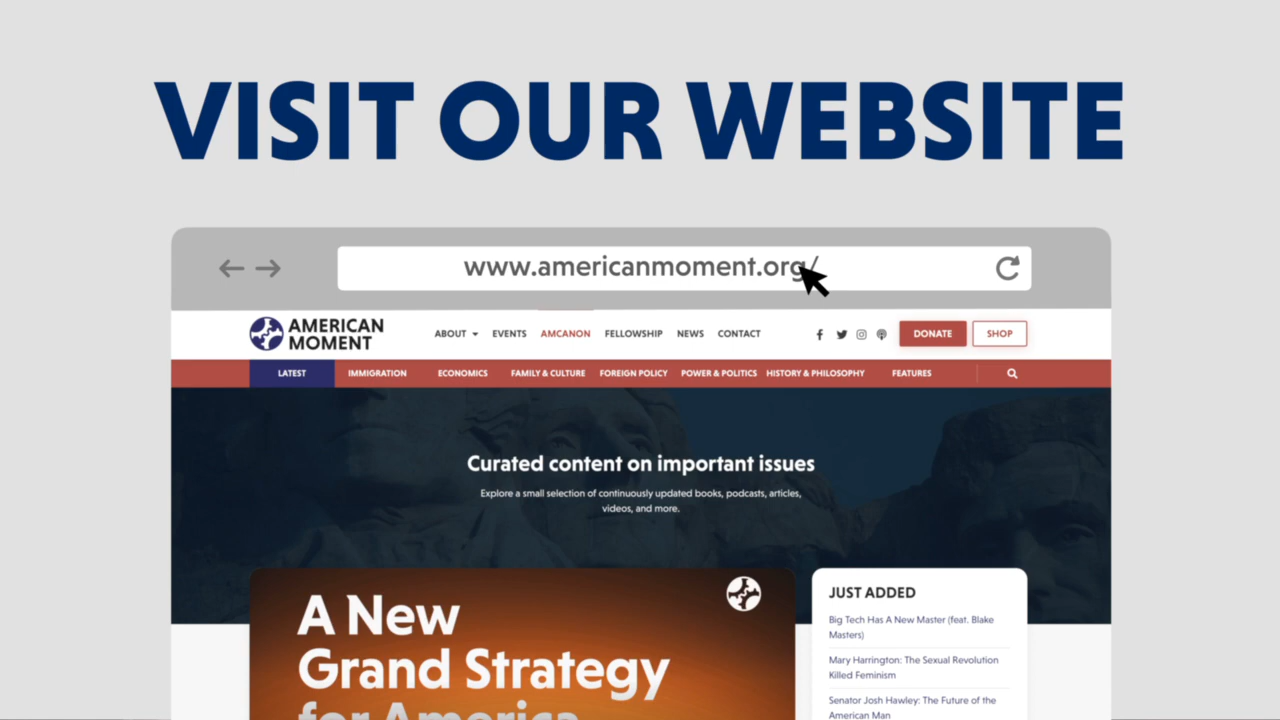 VISIT OUR WEBSITE
www.americanmoment.org/
AMERICAN
MOMENT
ABOUT EVENTS AMCANON FELLOWSHIP NEWS CONTACT DONATE SHOP
LATEST IMMIGRATION ECONOMICS FAMILY & CULTURE FOREIGN POLICY POWER & POLITICS HISTORY & PHILOSOPHY FEATURES
Curated content on important issues
Explore a small selection of continuously updated books, podcasts, articles,
videos, and more.
A New
Grand Strategy
for America
JUST ADDED
Big Tech Has A New Master (feat. Blake
Masters)
Mary Harrington: The Sexual Revolution
Killed Feminism
Senator Josh Hawley: The Future of the
American Man